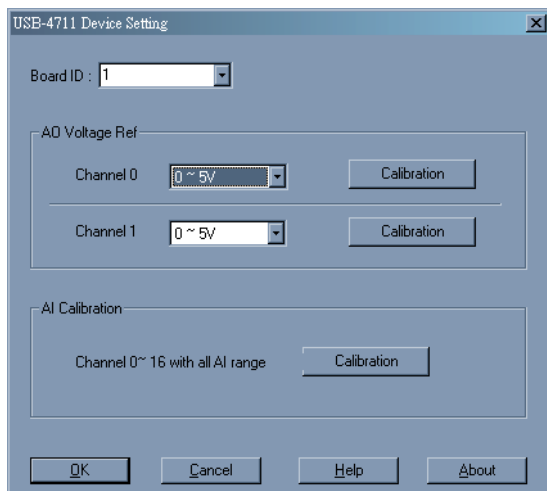 USB-4711 Device Setting
Board ID : 1
AO Voltage Ref
Channel 0 0 ~ 5V Calibration
Channel 1 0 ~ 5V Calibration
AI Calibration
Channel 0~ 16 with all AI range Calibration
OK Cancel Help About